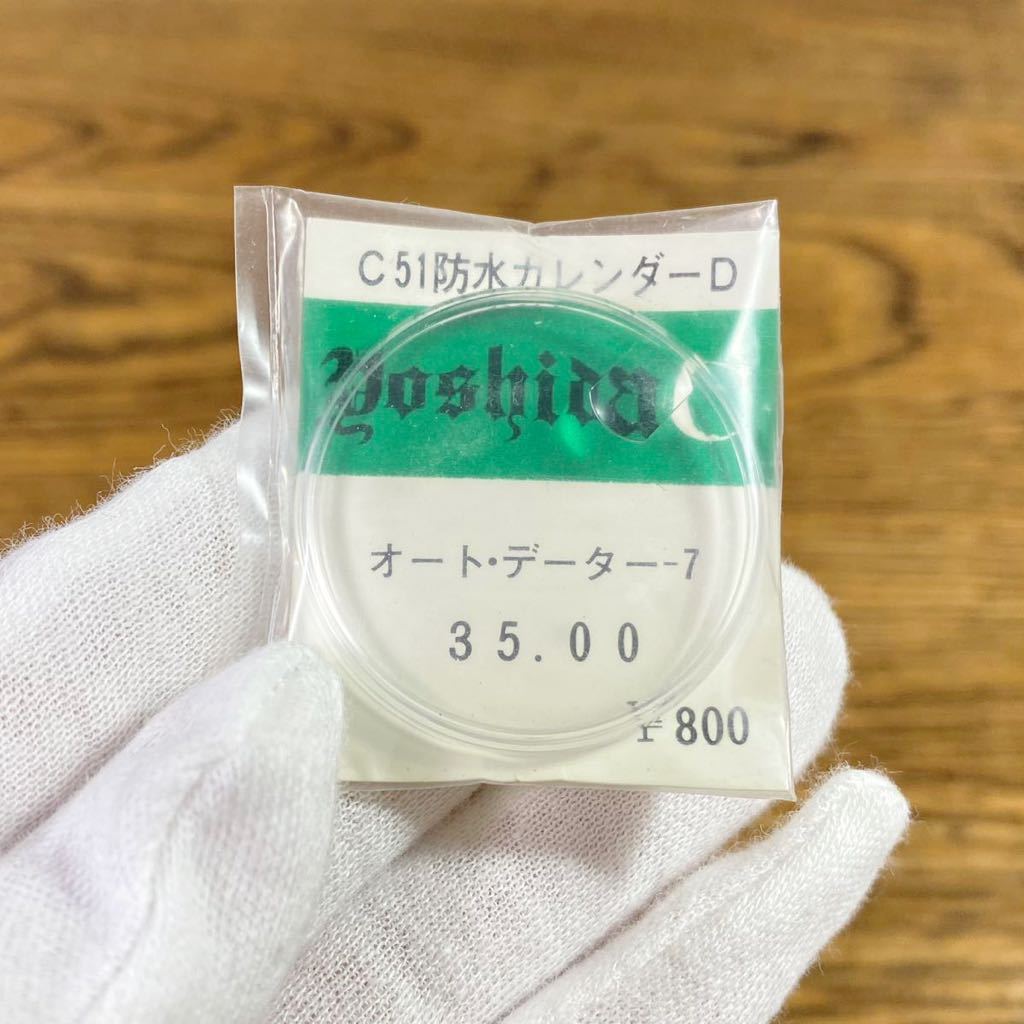 C51防水カレンダーD
Yoshida
オート・データー-7
35.00
¥800